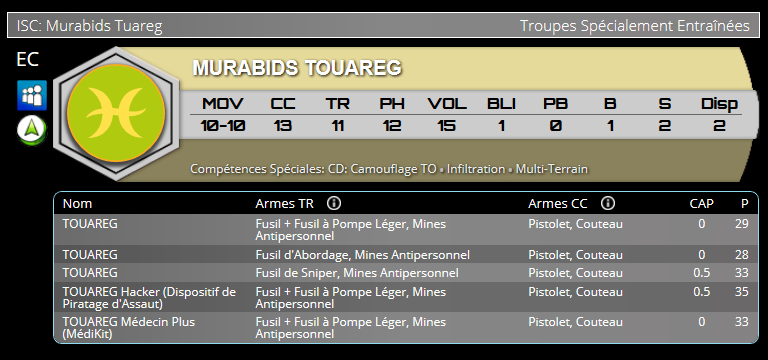 ISC: Murabids Tuareg
Troupes Spécialement Entraînées
EC
MURABIDS TOUAREG
MOV CC TR PH VOL BLI PB B S Disp
10-10 13 11 12 15 1 0 1 2 2
Compétences Spéciales: CD: Camouflage TO • Infiltration • Multi-Terrain
Nom Armes TR Armes CC CAP P
TOUAREG Fusil + Fusil à Pompe Léger, Mines Pistolet, Couteau 0 29
Antipersonnel
TOUAREG Fusil d'Abordage, Mines Antipersonnel Pistolet, Couteau 0 28
TOUAREG Fusil de Sniper, Mines Antipersonnel Pistolet, Couteau 0.5 33
TOUAREG Hacker (Dispositif de Fusil + Fusil à Pompe Léger, Mines Pistolet, Couteau 0.5 35
Piratage d'Assaut) Antipersonnel
TOUAREG Médecin Plus Fusil + Fusil à Pompe Léger, Mines Pistolet, Couteau 0 33
(MédiKit) Antipersonnel